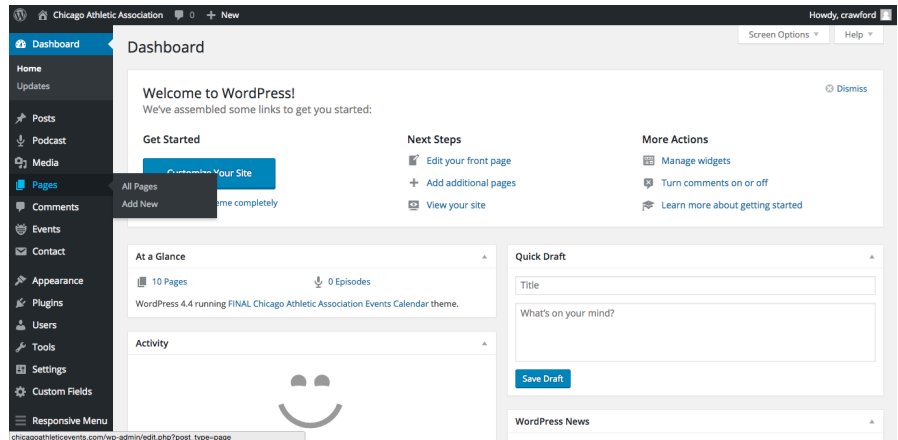 Chicago Athletic Association 0 + New
Howdy, crawford
Dashboard
Home
Updates
Posts
Podcast
Media
Pages
Comments
Events
Contact
Appearance
Plugins
Users
Tools
Settings
Custom Fields
Responsive Menu
All Pages
Add New
Dashboard
Screen Options
Help
Welcome to WordPress!
We've assembled some links to get you started:
Dismiss
Get Started
Customize Your Site
eme completely
Next Steps
Edit your front page
Add additional pages
View your site
More Actions
Manage widgets
Turn comments on or off
Learn more about getting started
At a Glance
10 Pages
0 Episodes
WordPress 4.4 running FINAL Chicago Athletic Association Events Calendar theme.
Activity
Quick Draft
Title
What's on your mind?
Save Draft
WordPress News
chicagoathleticevents.com/wp-admin/edit.php?post_type=page